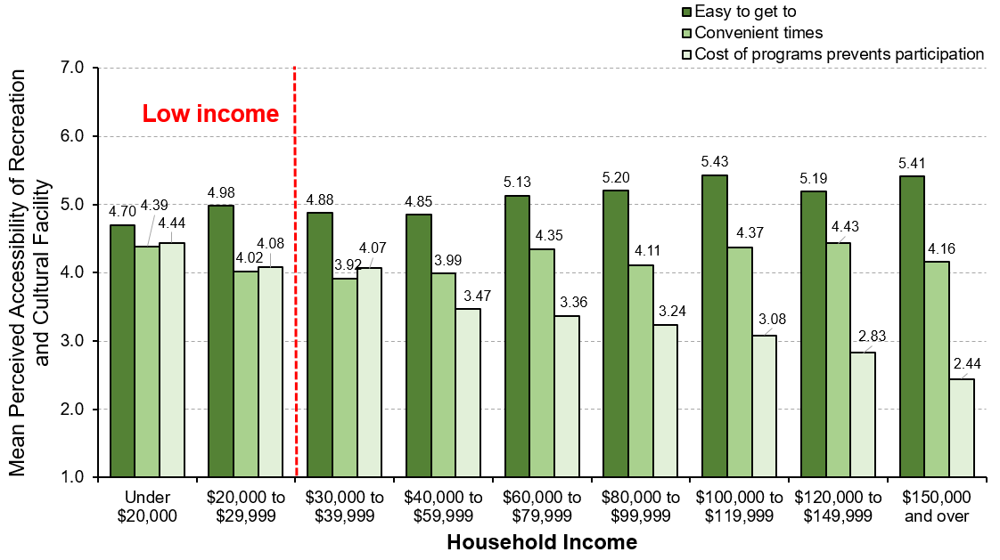 Easy to get to
Convenient times
Cost of programs prevents participation
Mean Perceived Accessibility of Recreation
and Cultural Facility
7.0
6.0
5.0
4.0
3.0
2.0
1.0
Low income
4.70
4.39
4.44
4.98
4.02
4.08
4.88
3.92
4.07
4.85
3.99
3.47
5.13
4.35
3.36
5.20
4.11
3.24
5.43
4.37
3.08
5.19
4.43
2.83
5.41
4.16
2.44
Under
$20,000
$20,000 to
$29,999
$30,000 to
$39,999
$40,000 to
$59,999
$60,000 to
$79,999
$80,000 to
$99,999
$100,000 to
$119,999
$120,000 to
$149,999
$150,000
and over
Household Income